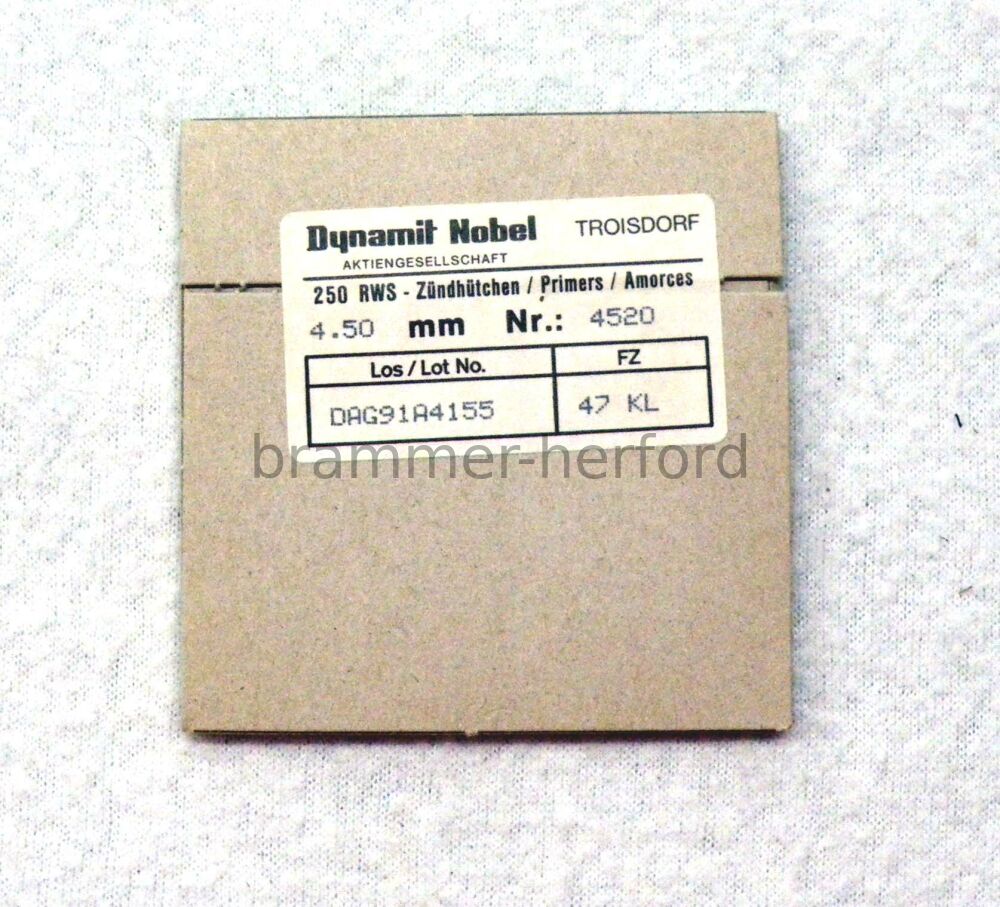 Dynamit Nobel TROISDORF
AKTIENGESELLSCHAFT
250 RWS - Zündhütchen / Primers / Amorces
4.50 mm Nr.: 4520
Los / Lot No. FZ
DAG91A4155 47 KL
brammer-herford